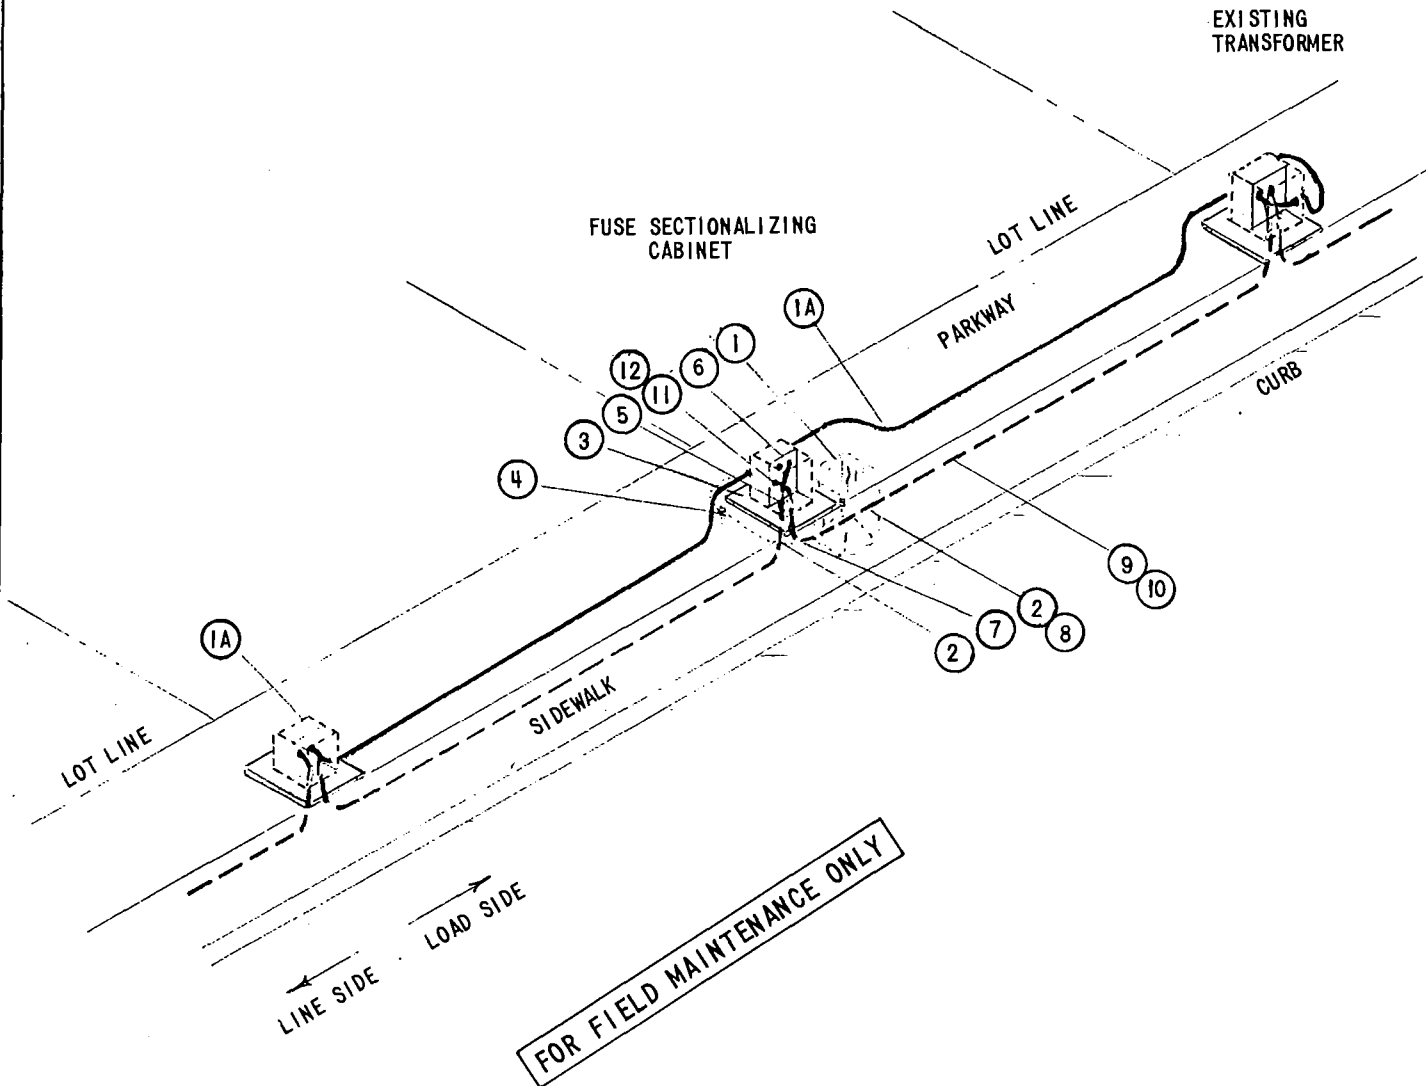 EXISTING
TRANSFORMER
FUSE SECTIONALIZING
CABINET
LOT LINE
PARKWAY
CURB
1A
1
6
12
11
5
3
4
9
10
2
8
7
2
1A
SIDEWALK
LOT LINE
LOAD SIDE
LINE SIDE
FOR FIELD MAINTENANCE ONLY